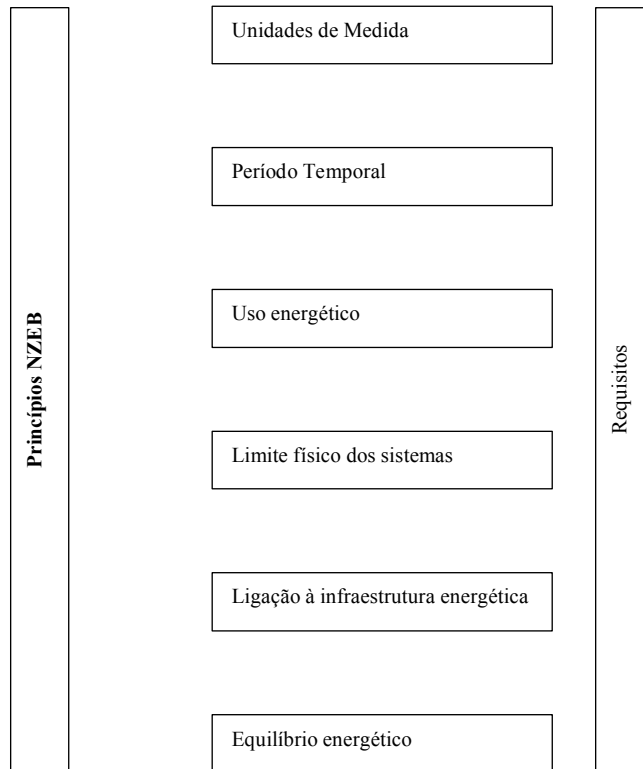 Princípios NZEB
Unidades de Medida
Período Temporal
Uso energético
Limite físico dos sistemas
Ligação à infraestrutura energética
Equilíbrio energético
Requisitos